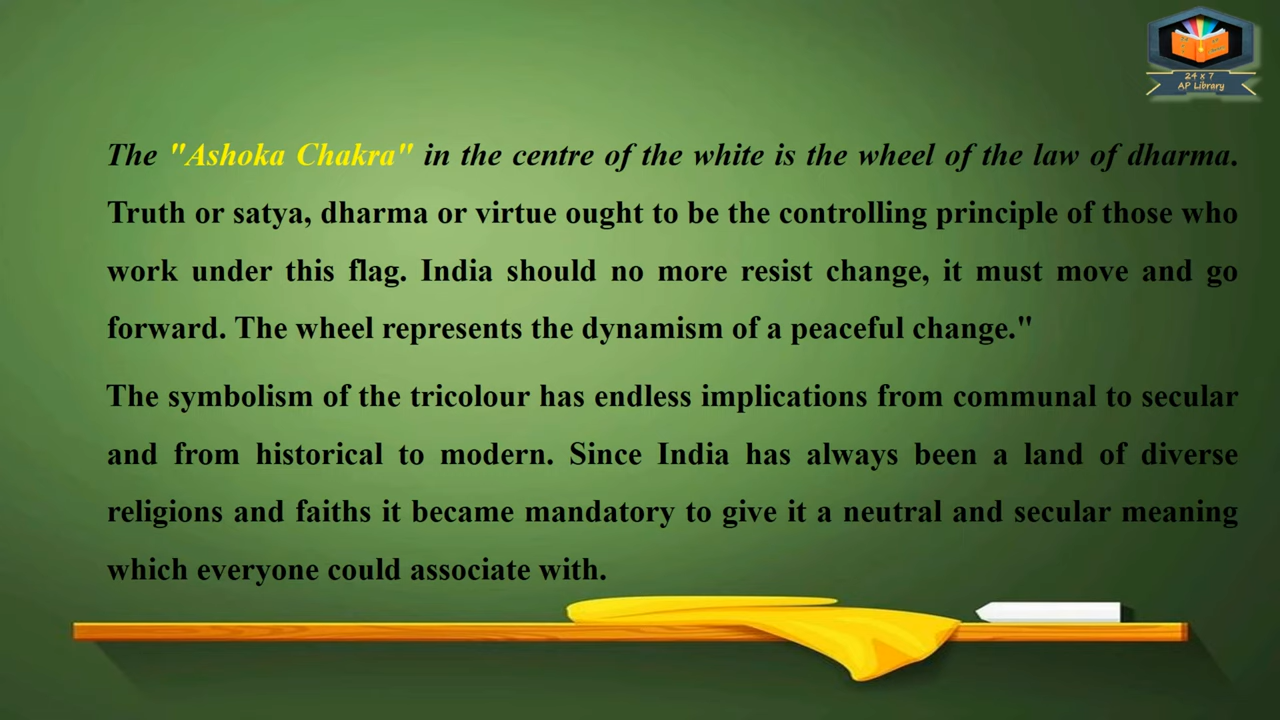 24 x 7
AP Library
The "Ashoka Chakra" in the centre of the white is the wheel of the law of dharma.
Truth or satya, dharma or virtue ought to be the controlling principle of those who
work under this flag. India should no more resist change, it must move and go
forward. The wheel represents the dynamism of a peaceful change."
The symbolism of the tricolour has endless implications from communal to secular
and from historical to modern. Since India has always been a land of diverse
religions and faiths it became mandatory to give it a neutral and secular meaning
which everyone could associate with.